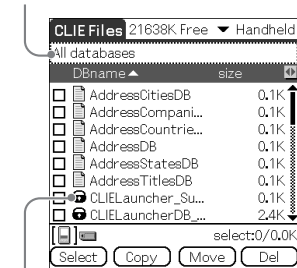 CLIE Files 21638K Free ▼ Handheld
All databases
DBname▲ size
AddressCitiesDB 0.1K
AddressCompani... 0.1K
AddressCountrie... 0.1K
AddressDB 0.1K
AddressStatesDB 0.1K
AddressTitlesDB 0.1K
CLIELauncher_Su... 0.1K
CLIELauncherDB_... 2.4K
select:0/0.0K
Select Copy Move Del